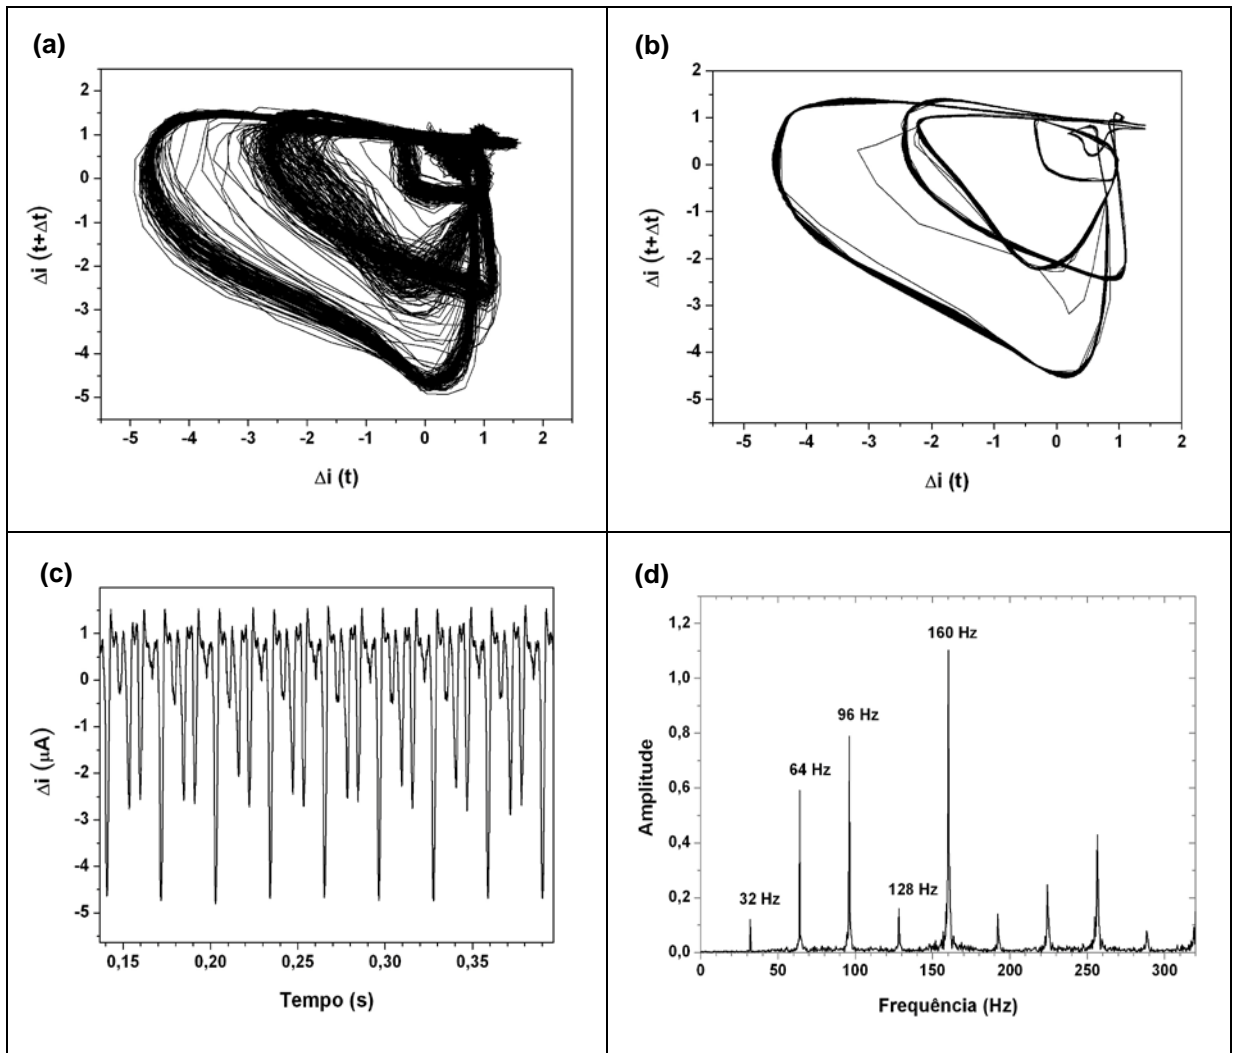 (a)
2
1
0
-1
-2
-3
-4
-5
-5 -4 -3 -2 -1 0 1 2
Δi (t+Δt)
Δi (t)
(b)
2
1
0
-1
-2
-3
-4
-5
-5 -4 -3 -2 -1 0 1 2
Δi (t+Δt)
Δi (t)
(c)
1
0
-1
-2
-3
-4
-5
0,15 0,20 0,25 0,30 0,35
Δi (μA)
Tempo (s)
(d)
1,2
1,0
0,8
0,6
0,4
0,2
0,0
0 50 100 150 200 250 300
160 Hz
96 Hz
64 Hz
128 Hz
32 Hz
Amplitude
Frequência (Hz)